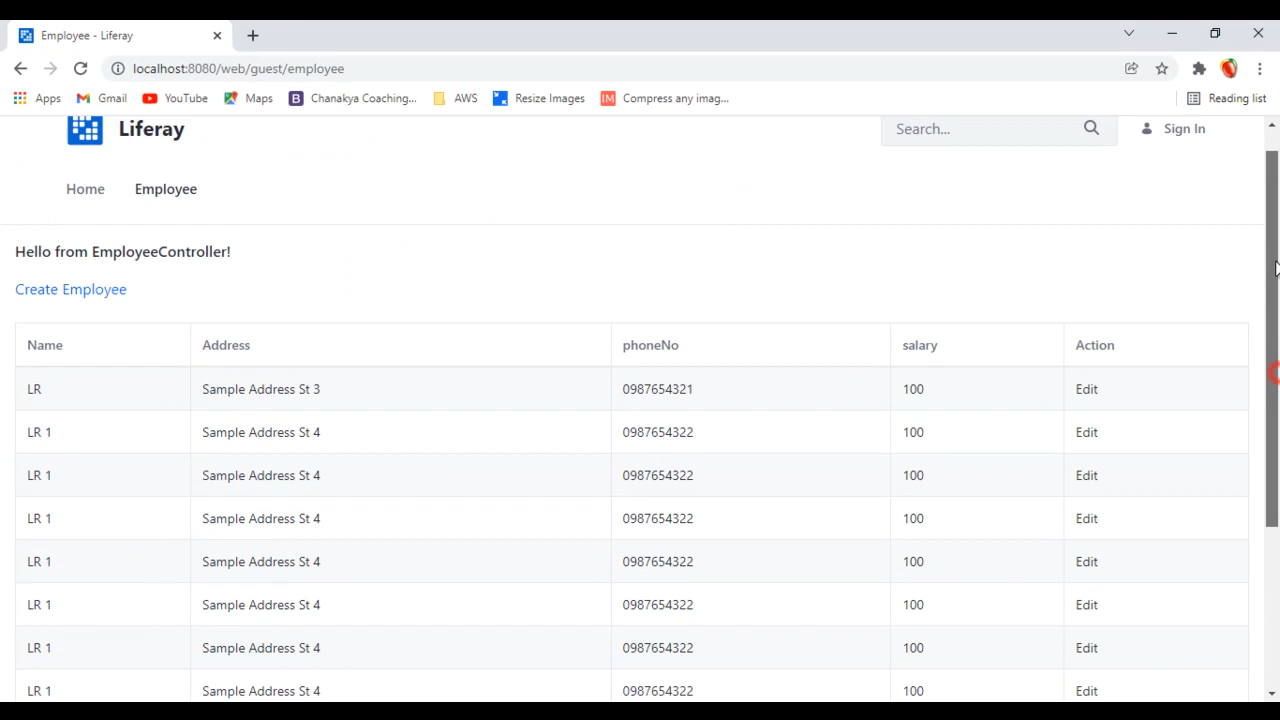 Employee - Liferay
localhost:8080/web/guest/employee
Apps Gmail YouTube Maps B Chanakya Coaching... AWS Resize Images IM Compress any imag... Reading list
Liferay Search... Sign In
Home Employee
Hello from EmployeeController!
Create Employee
Name Address phoneNo salary Action
LR Sample Address St 3 0987654321 100 Edit
LR 1 Sample Address St 4 0987654322 100 Edit
LR 1 Sample Address St 4 0987654322 100 Edit
LR 1 Sample Address St 4 0987654322 100 Edit
LR 1 Sample Address St 4 0987654322 100 Edit
LR 1 Sample Address St 4 0987654322 100 Edit
LR 1 Sample Address St 4 0987654322 100 Edit
LR 1 Sample Address St 4 0987654322 100 Edit